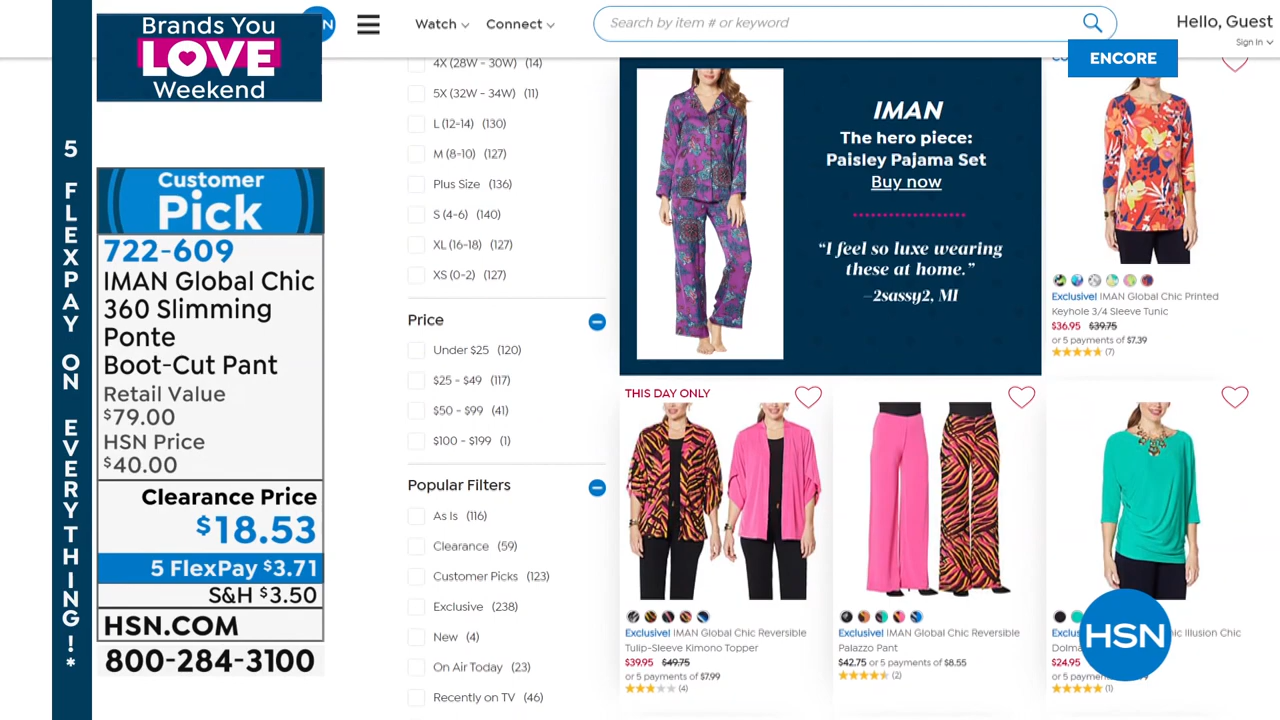 Brands You
LOVE
Weekend
5 FLEXPAY ON EVERYTHING!*
Customer
Pick
722-609
IMAN Global Chic
360 Slimming
Ponte
Boot-Cut Pant
Retail Value
$79.00
HSN Price
$40.00
Clearance Price
$18.53
5 FlexPay $3.71
S&H $3.50
HSN.COM
800-284-3100
Watch
Connect
Search by item # or keyword
Hello, Guest
Sign In
ENCORE
4X (28W - 30W) (14)
5X (32W - 34W) (11)
L (12-14) (130)
M (8-10) (127)
Plus Size (136)
S (4-6) (140)
XL (16-18) (127)
XS (0-2) (127)
Price
Under $25 (120)
$25 - $49 (117)
$50 - $99 (41)
$100 - $199 (1)
Popular Filters
As Is (116)
Clearance (59)
Customer Picks (123)
Exclusive (238)
New (4)
On Air Today (23)
Recently on TV (46)
IMAN
The hero piece:
Paisley Pajama Set
Buy now
“I feel so luxe wearing
these at home.”
–2sassy2, MI
Exclusive! IMAN Global Chic Printed
Keyhole 3/4 Sleeve Tunic
$36.95 $39.75
or 5 payments of $7.39
(7)
THIS DAY ONLY
Exclusive! IMAN Global Chic Reversible
Tulip-Sleeve Kimono Topper
$39.95 $49.75
or 5 payments of $7.99
(4)
Exclusive! IMAN Global Chic Reversible
Palazzo Pant
$42.75 or 5 payments of $8.55
(2)
Illusion Chic
$24.95
(1)
HSN